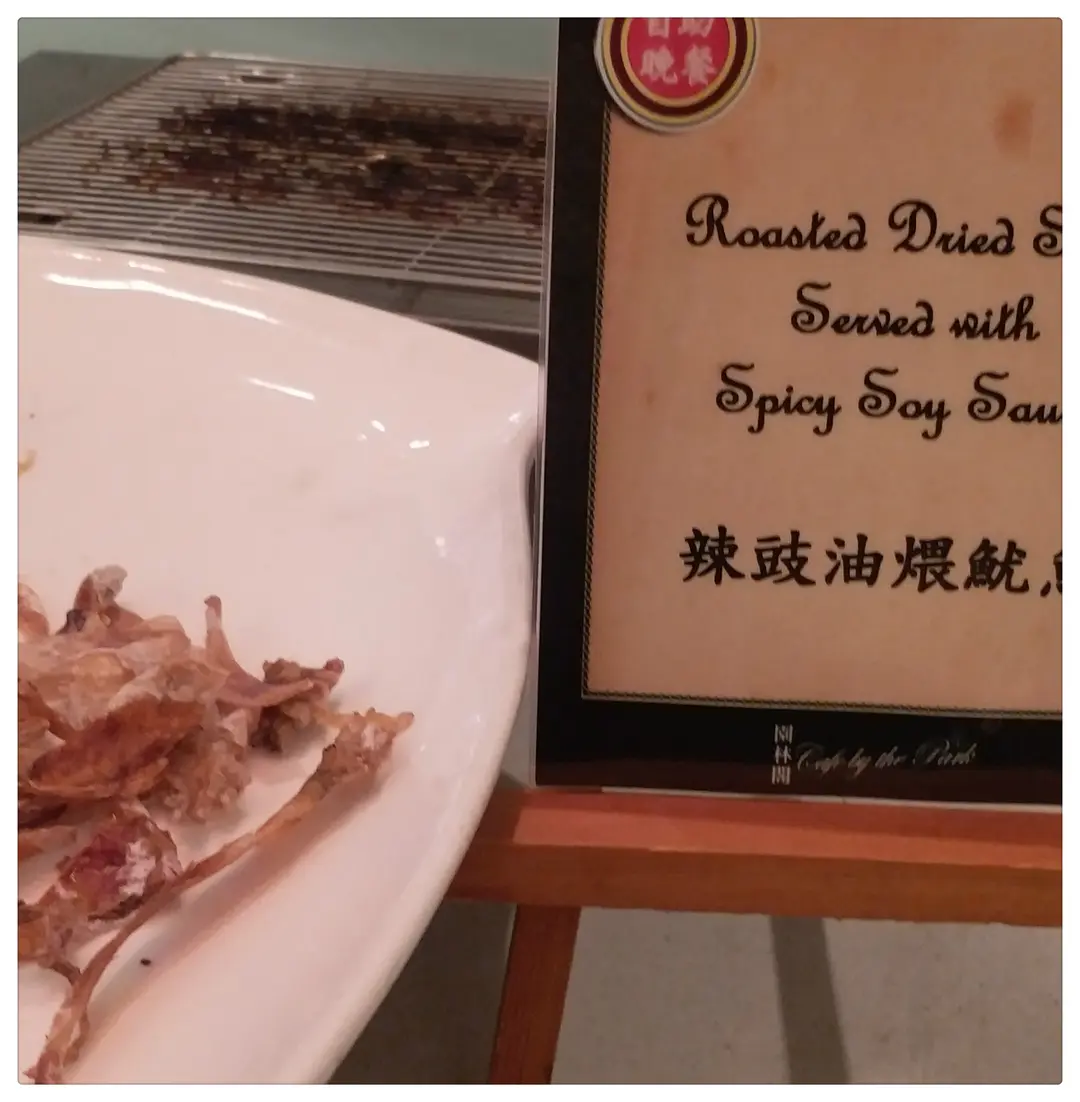 自助
晚餐
Roasted Dried S
Served with
Spicy Soy Sau
辣豉油煨魷
園林閣
Cafe by the Park